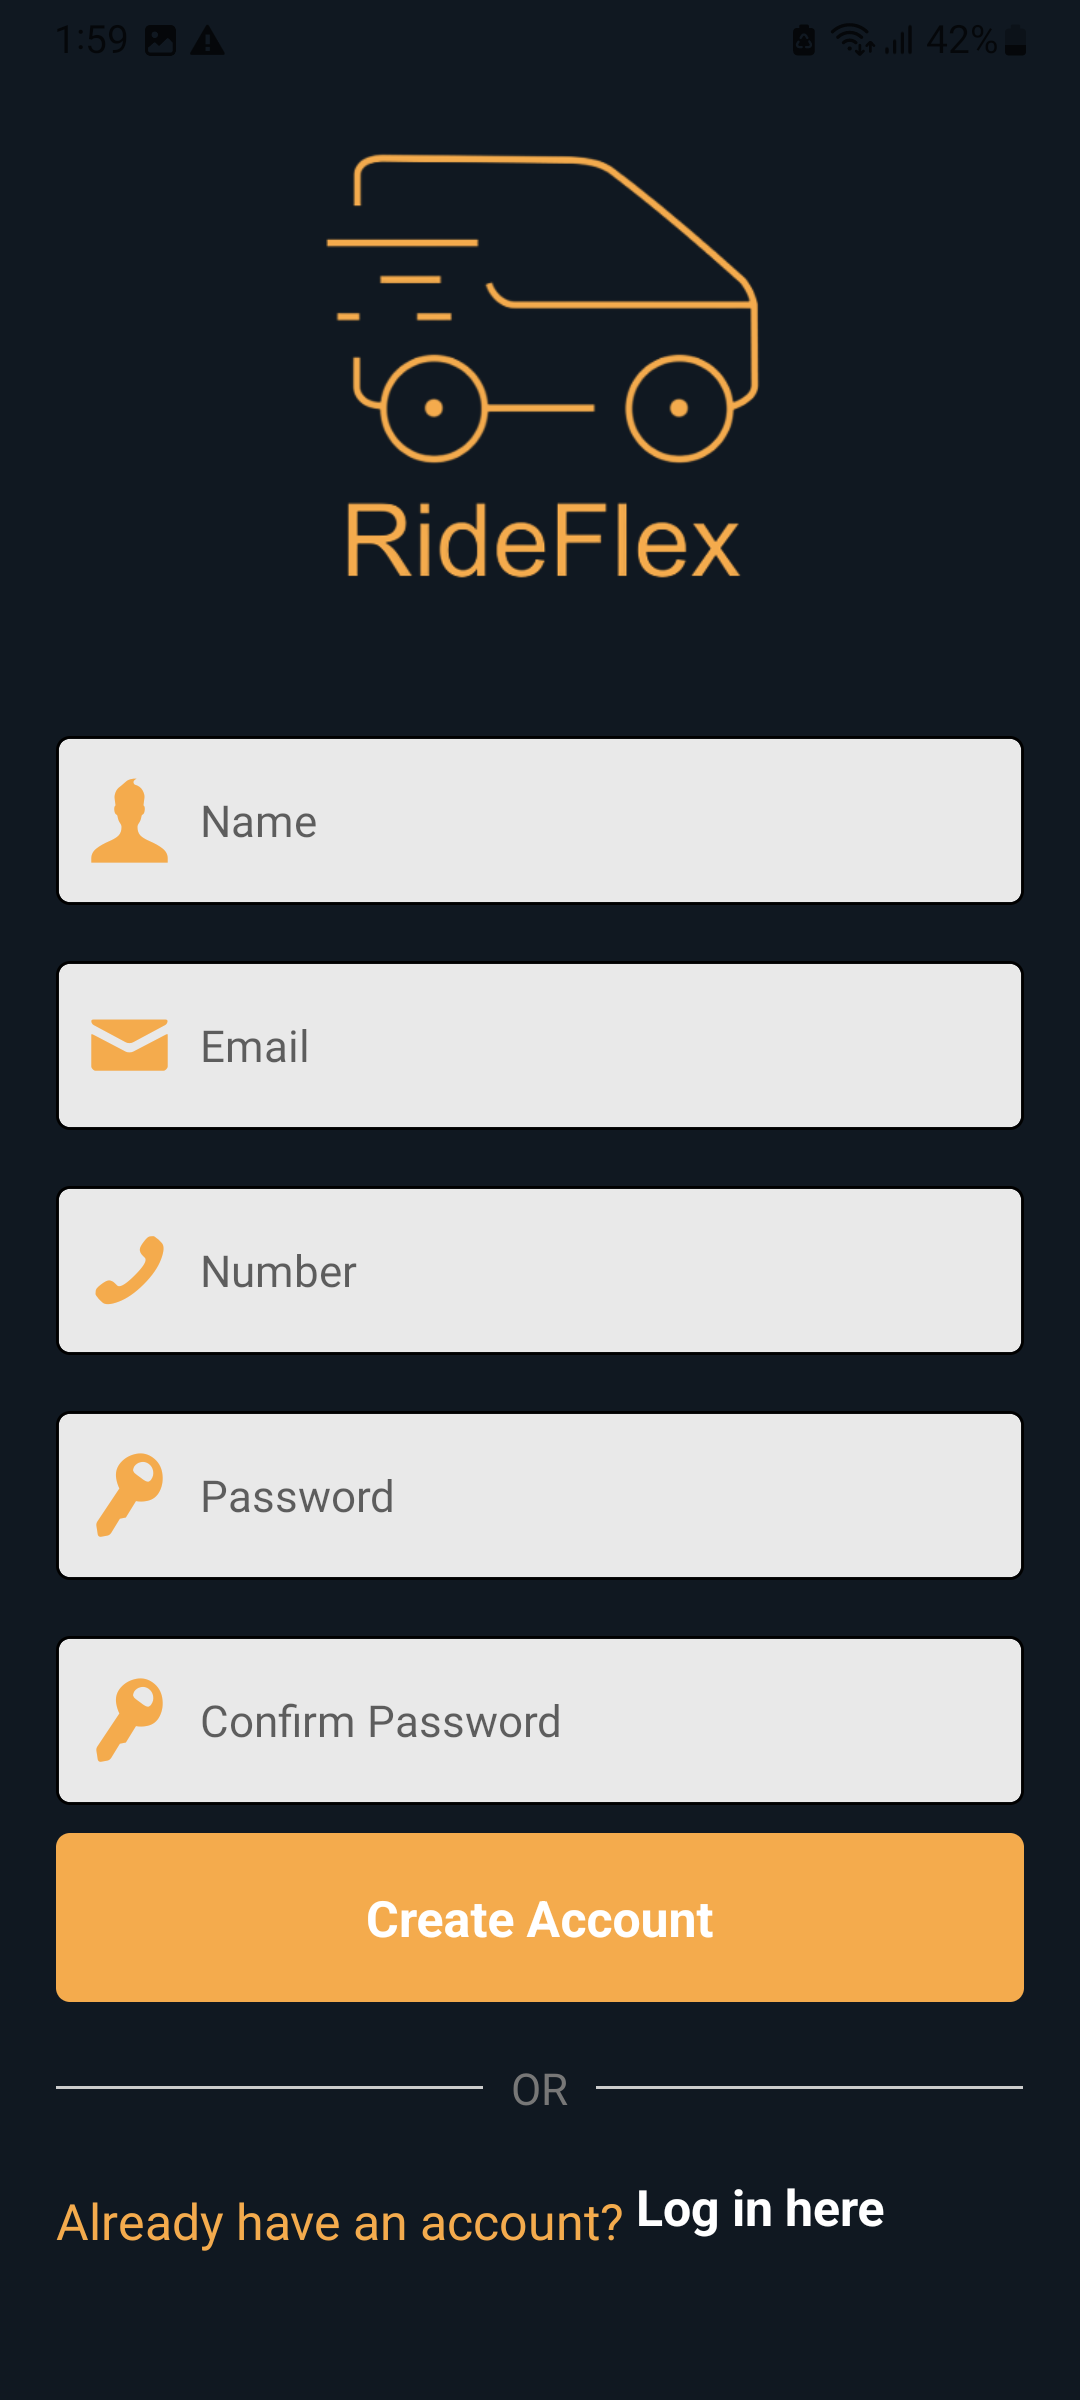 1:59 42%
RideFlex
Name
Email
Number
Password
Confirm Password
Create Account
OR
Already have an account? Log in here